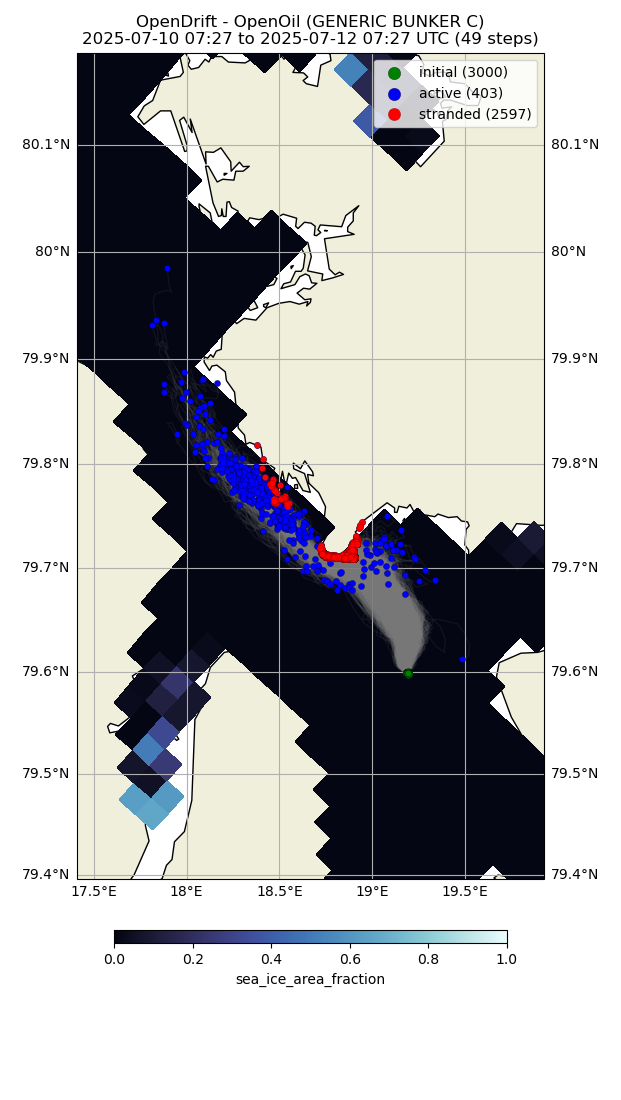 OpenDrift - OpenOil (GENERIC BUNKER C)
2025-07-10 07:27 to 2025-07-12 07:27 UTC (49 steps)
initial (3000)
active (403)
stranded (2597)
80.1°N 80.1°N
80°N 80°N
79.9°N 79.9°N
79.8°N 79.8°N
79.7°N 79.7°N
79.6°N 79.6°N
79.5°N 79.5°N
79.4°N 79.4°N
17.5°E 18°E 18.5°E 19°E 19.5°E
0.0 0.2 0.4 0.6 0.8 1.0
sea_ice_area_fraction